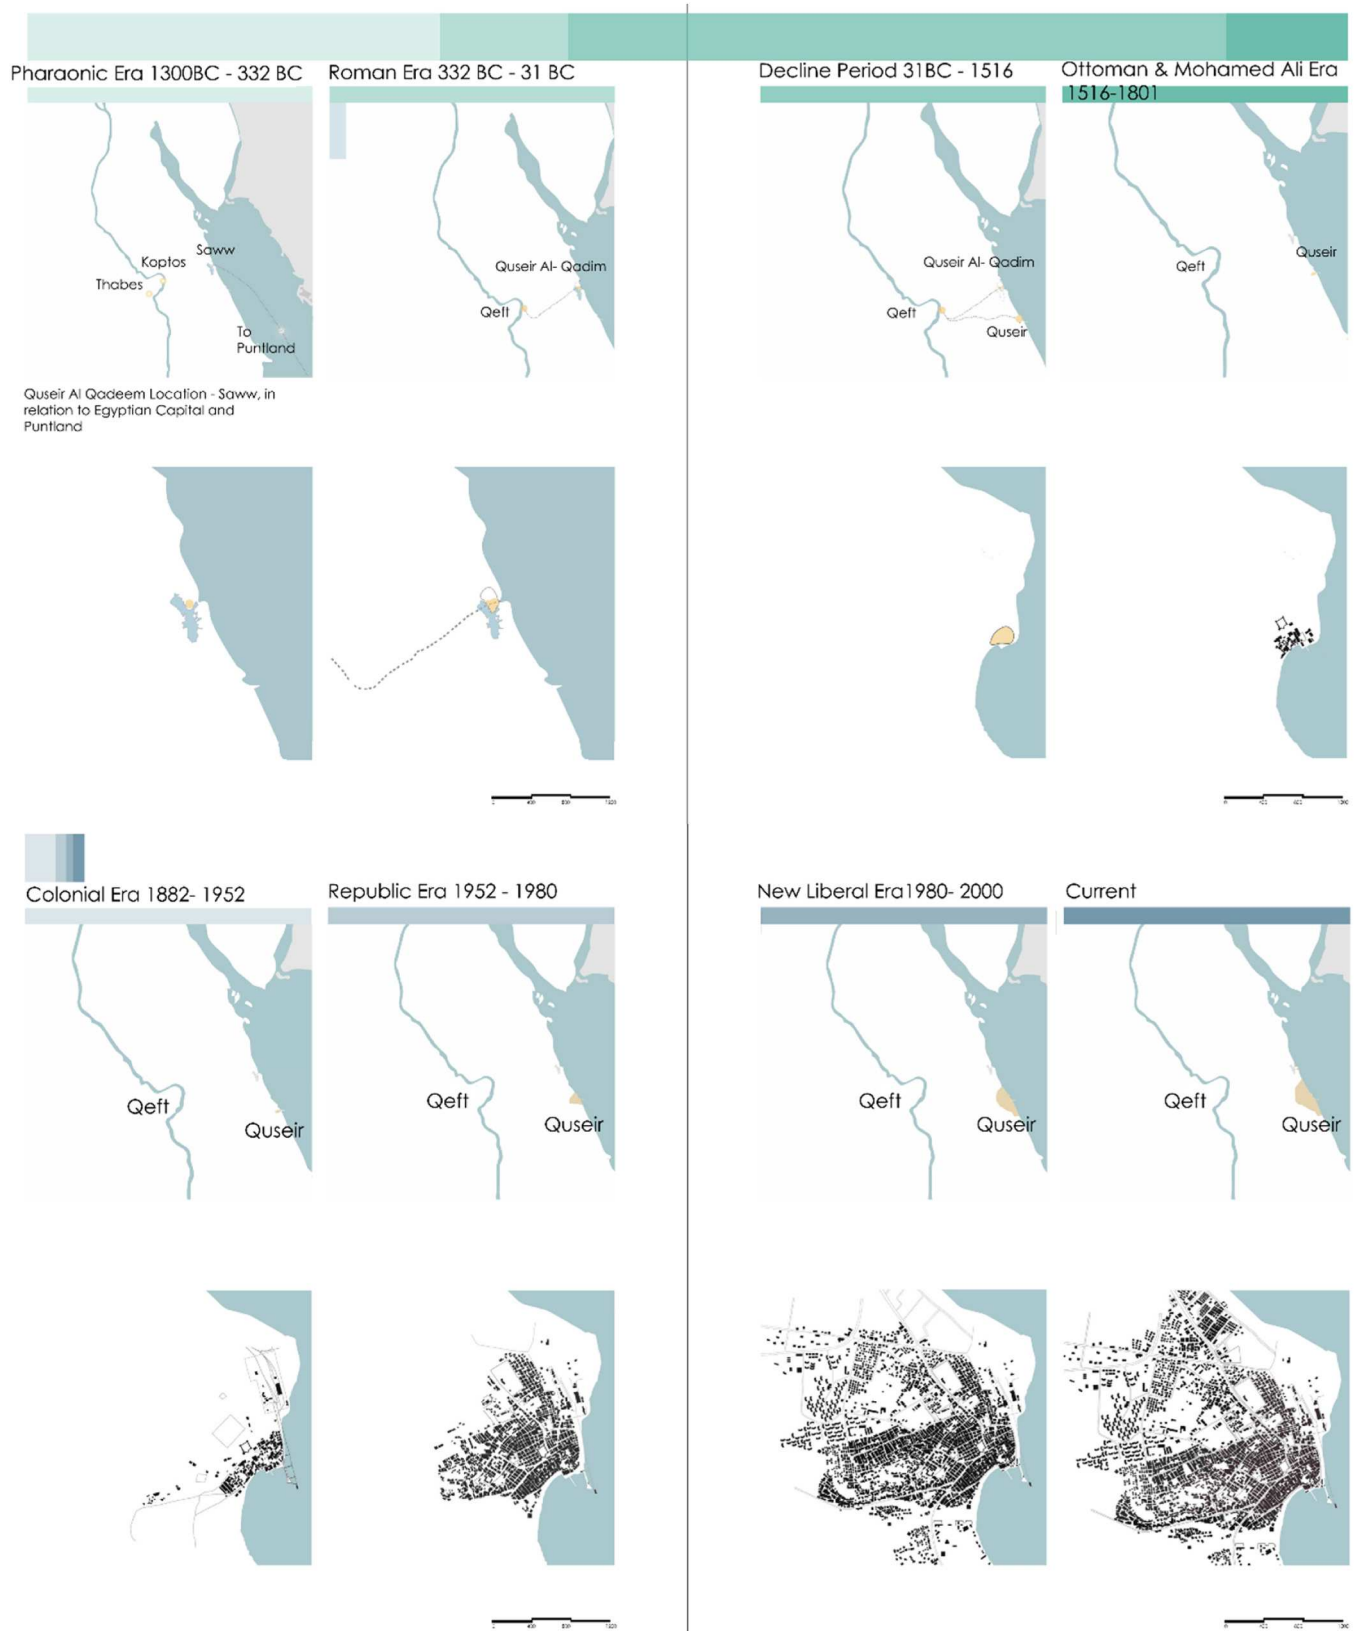 Pharaonic Era 1300BC - 332 BC
Roman Era 332 BC - 31 BC
Decline Period 31BC - 1516
Ottoman & Mohamed Ali Era
1516-1801
Saww
Koptos
Thabes
To
Puntland
Quseir Al- Qadim
Qeft
Quseir Al- Qadim
Qeft
Quseir
Quseir
Qeft
Quseir Al Qadeem Location - Saww, in
relation to Egyptian Capital and
Puntland
Colonial Era 1882- 1952
Republic Era 1952 - 1980
New Liberal Era1980- 2000
Current
Qeft
Quseir
Qeft
Quseir
Qeft
Quseir
Qeft
Quseir